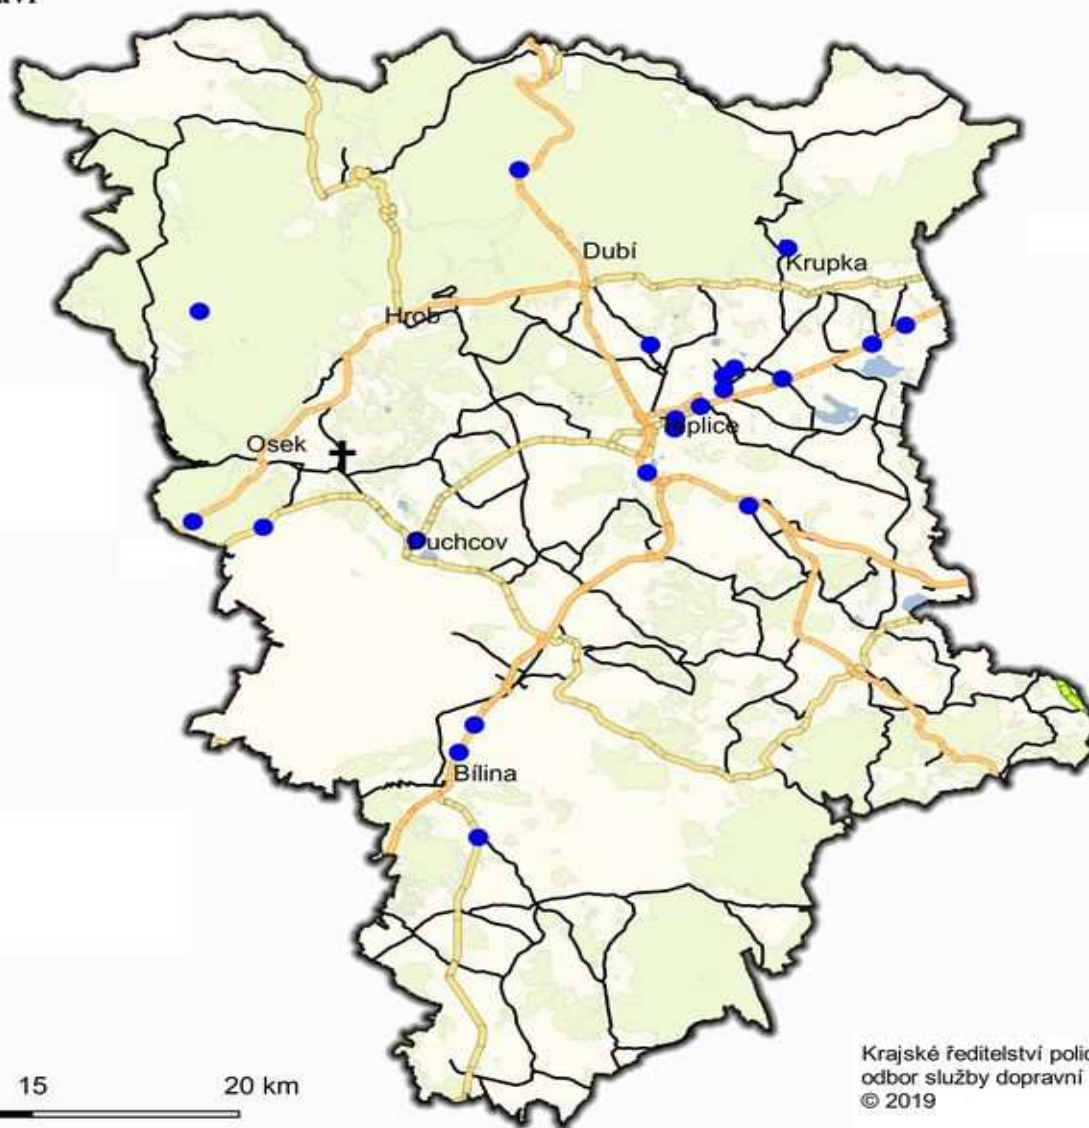 Dubí
Krupka
Hrob
Teplice
Osek
Duchcov
Bílina
15 20 km
Krajské ředitelství polic
odbor služby dopravní
© 2019